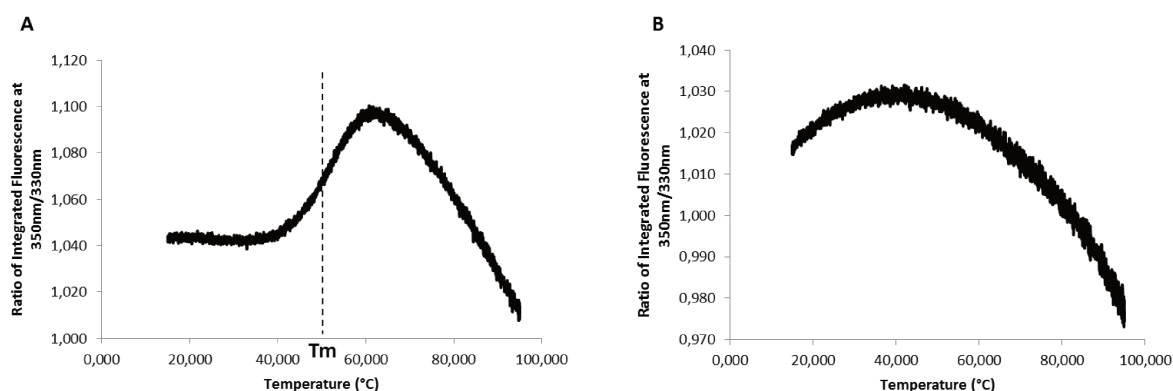 A
Ratio of Integrated Fluorescence at
350nm/330nm
1,120
1,100
1,080
1,060
1,040
1,020
1,000
0,000 20,000 40,000 60,000 80,000 100,000
Tm
Temperature (°C)
B
Ratio of Integrated Fluorescence at
350nm/330nm
1,040
1,030
1,020
1,010
1,000
0,990
0,980
0,970
0,000 20,000 40,000 60,000 80,000 100,000
Temperature (°C)